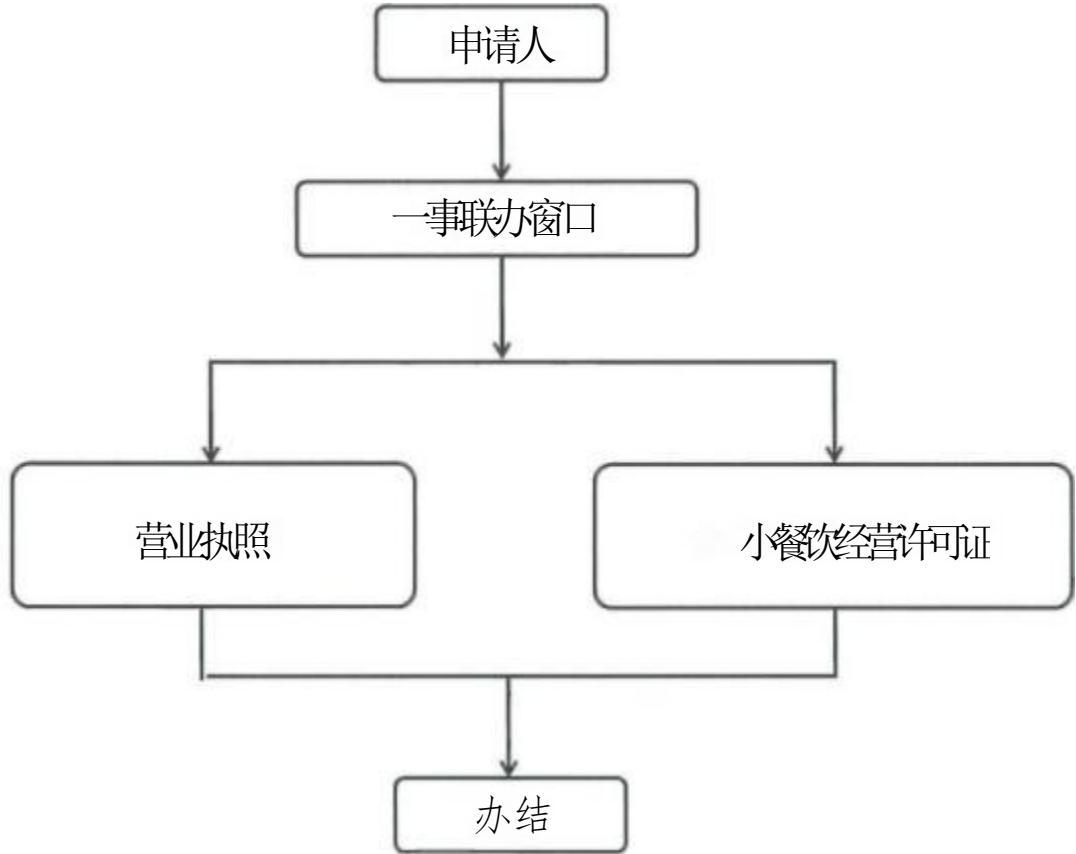 申请人
一事联办窗口
营业执照
小餐饮经营许可证
办结